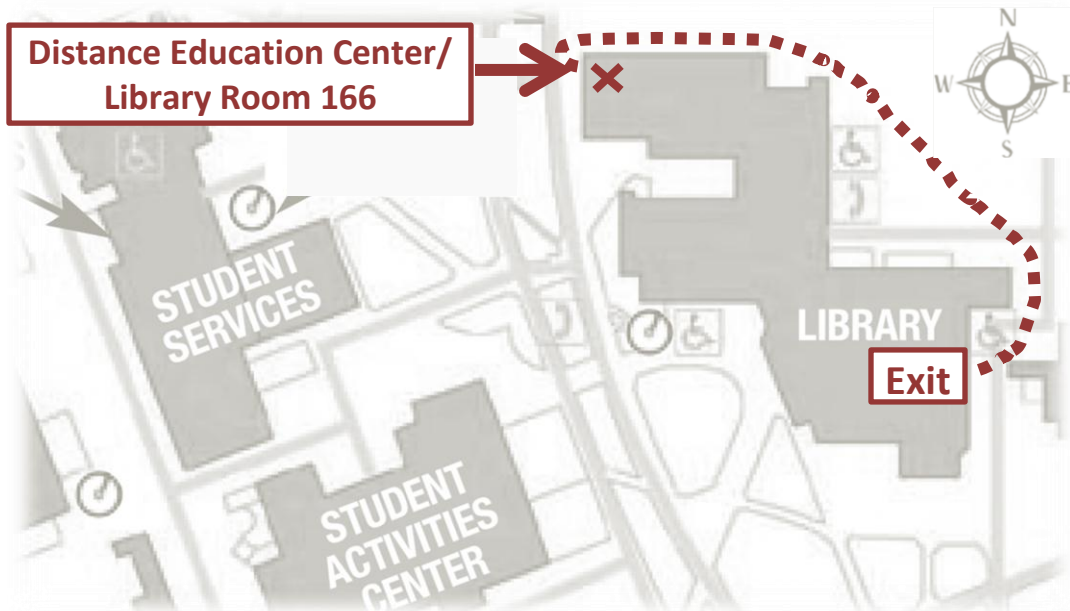 Distance Education Center/
Library Room 166
N
W
E
S
STUDENT
SERVICES
LIBRARY
Exit
STUDENT
ACTIVITIES
CENTER